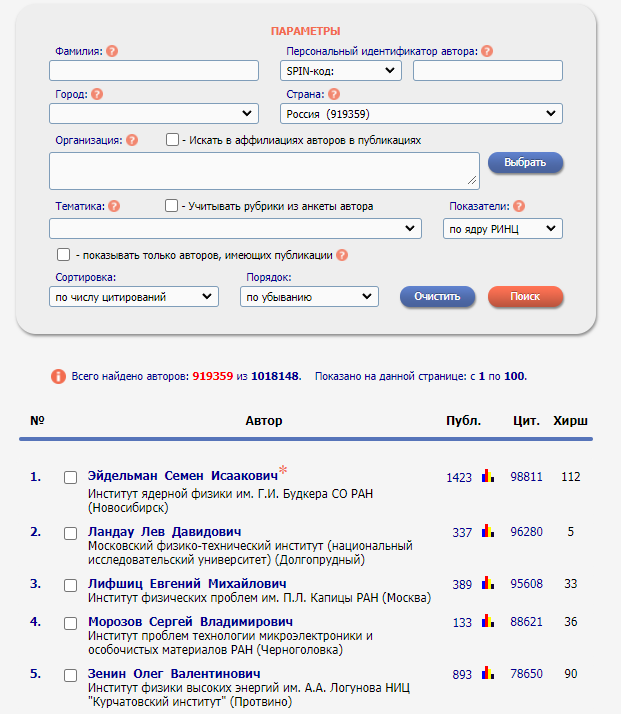 ПАРАМЕТРЫ
Фамилия: ? Персональный идентификатор автора: ?
SPIN-код:
Город: ? Страна: ?
Россия (919359)
Организация: ? - Искать в аффилиациях авторов в публикациях
Выбрать
Тематика: ? - Учитывать рубрики из анкеты автора Показатели: ?
по ядру РИНЦ
- показывать только авторов, имеющих публикации ?
Сортировка: Порядок:
по числу цитирований по убыванию Очистить Поиск
i Всего найдено авторов: 919359 из 1018148. Показано на данной странице: с 1 по 100.
№ Автор Публ. Цит. Хирш
1. Эйдельман Семен Исаакович* 1423 98811 112
Институт ядерной физики им. Г.И. Будкера СО РАН
(Новосибирск)
2. Ландау Лев Давидович 337 96280 5
Московский физико-технический институт (национальный
исследовательский университет) (Долгопрудный)
3. Лифшиц Евгений Михайлович 389 95608 33
Институт физических проблем им. П.Л. Капицы РАН (Москва)
4. Морозов Сергей Владимирович 133 88621 36
Институт проблем технологии микроэлектроники и
особочистых материалов РАН (Черноголовка)
5. Зенин Олег Валентинович 893 78650 90
Институт физики высоких энергий им. А.А. Логунова НИЦ
"Курчатовский институт" (Протвино)